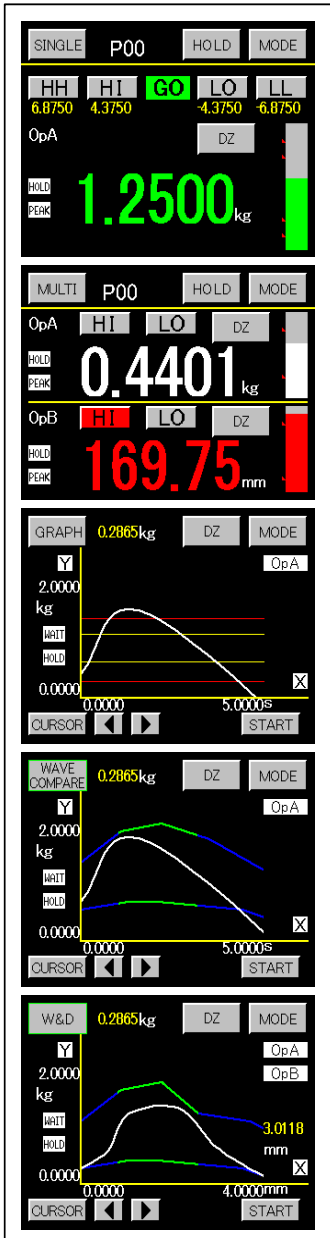 SINGLE P00 HOLD MODE
HH HI GO LO LL
6.8750 4.3750 -4.3750 -6.8750
OpA DZ
HOLD
PEAK
1.2500kg
MULTI P00 HOLD MODE
OpA HI LO DZ
HOLD
PEAK
0.4401 kg
OpB HI LO DZ
HOLD
PEAK
169.75mm
GRAPH 0.2865kg DZ MODE
Y OpA
2.0000
kg
WAIT
HOLD
0.0000 X
0.0000 5.0000s
CURSOR START
WAVE
COMPARE 0.2865kg DZ MODE
Y OpA
2.0000
kg
WAIT
HOLD
0.0000 X
0.0000 5.0000s
CURSOR START
W&D 0.2865kg DZ MODE
Y OpA
2.0000 OpB
kg
WAIT 3.0118
HOLD mm
0.0000 X
0.0000 4.0000mm
CURSOR START